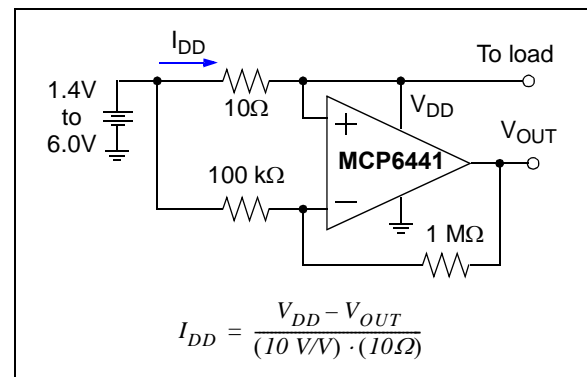 I_DD
To load
1.4V
to
6.0V
10Ω
V_DD
V_OUT
+
MCP6441
100 kΩ
−
1 MΩ
I_DD = (V_DD – V_OUT) / ((10 V/V) · (10Ω))